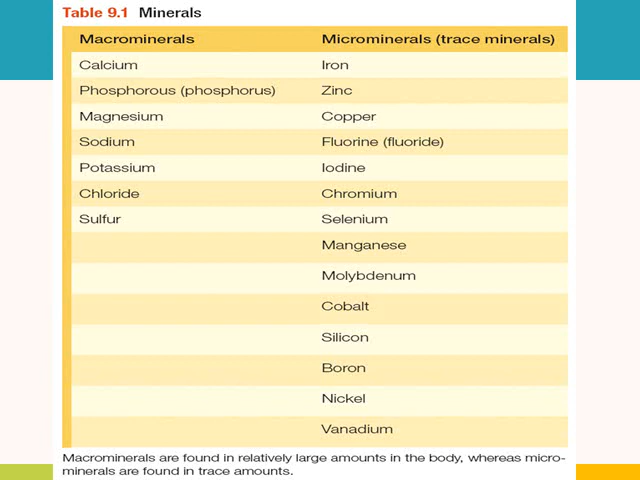 Table 9.1 Minerals
Macrominerals Microminerals (trace minerals)
Calcium Iron
Phosphorous (phosphorus) Zinc
Magnesium Copper
Sodium Fluorine (fluoride)
Potassium Iodine
Chloride Chromium
Sulfur Selenium
Manganese
Molybdenum
Cobalt
Silicon
Boron
Nickel
Vanadium
Macrominerals are found in relatively large amounts in the body, whereas micro-
minerals are found in trace amounts.